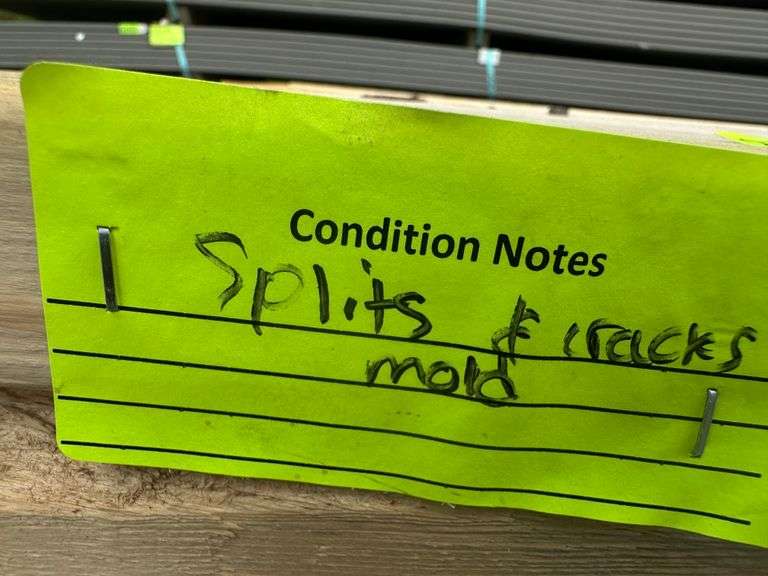 Condition Notes
Splits & cracks
mold